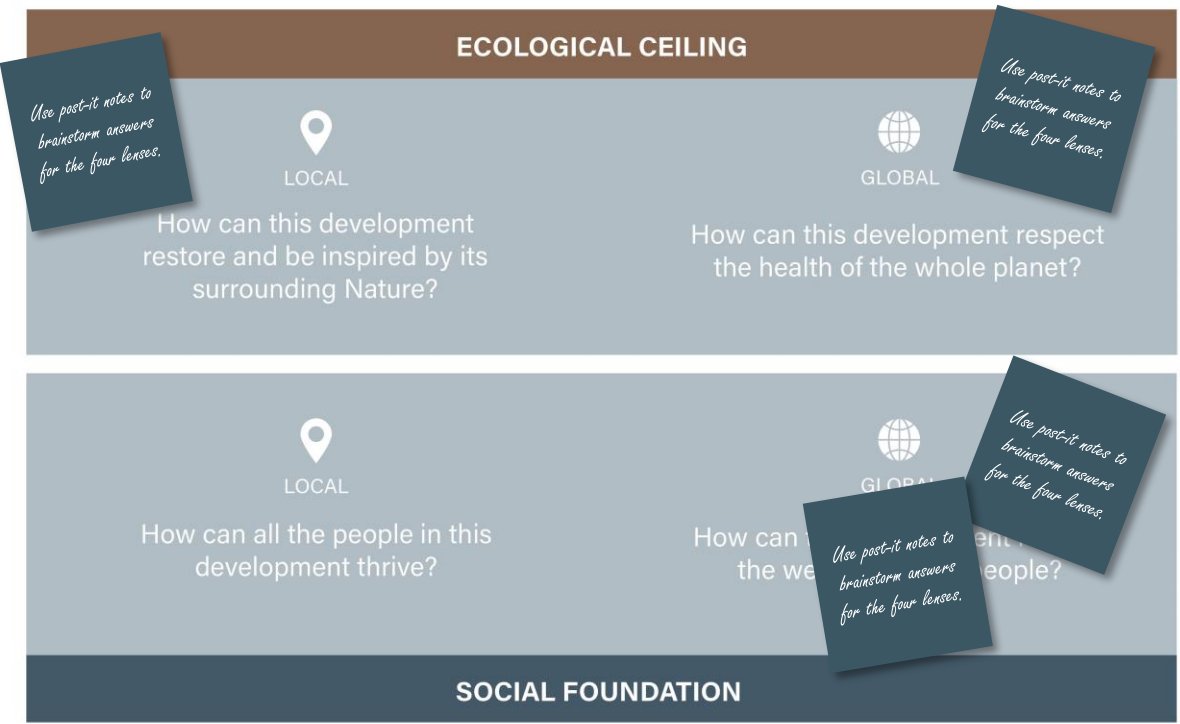 ECOLOGICAL CEILING
Use post-it notes to
brainstorm answers
for the four lenses.
LOCAL
How can this development
restore and be inspired by its
surrounding Nature?
Use post-it notes to
brainstorm answers
for the four lenses.
GLOBAL
How can this development respect
the health of the whole planet?
LOCAL
How can all the people in this
development thrive?
Use post-it notes to
brainstorm answers
for the four lenses.
GLOBAL
How can
the people?
Use post-it notes to
brainstorm answers
for the four lenses.
SOCIAL FOUNDATION